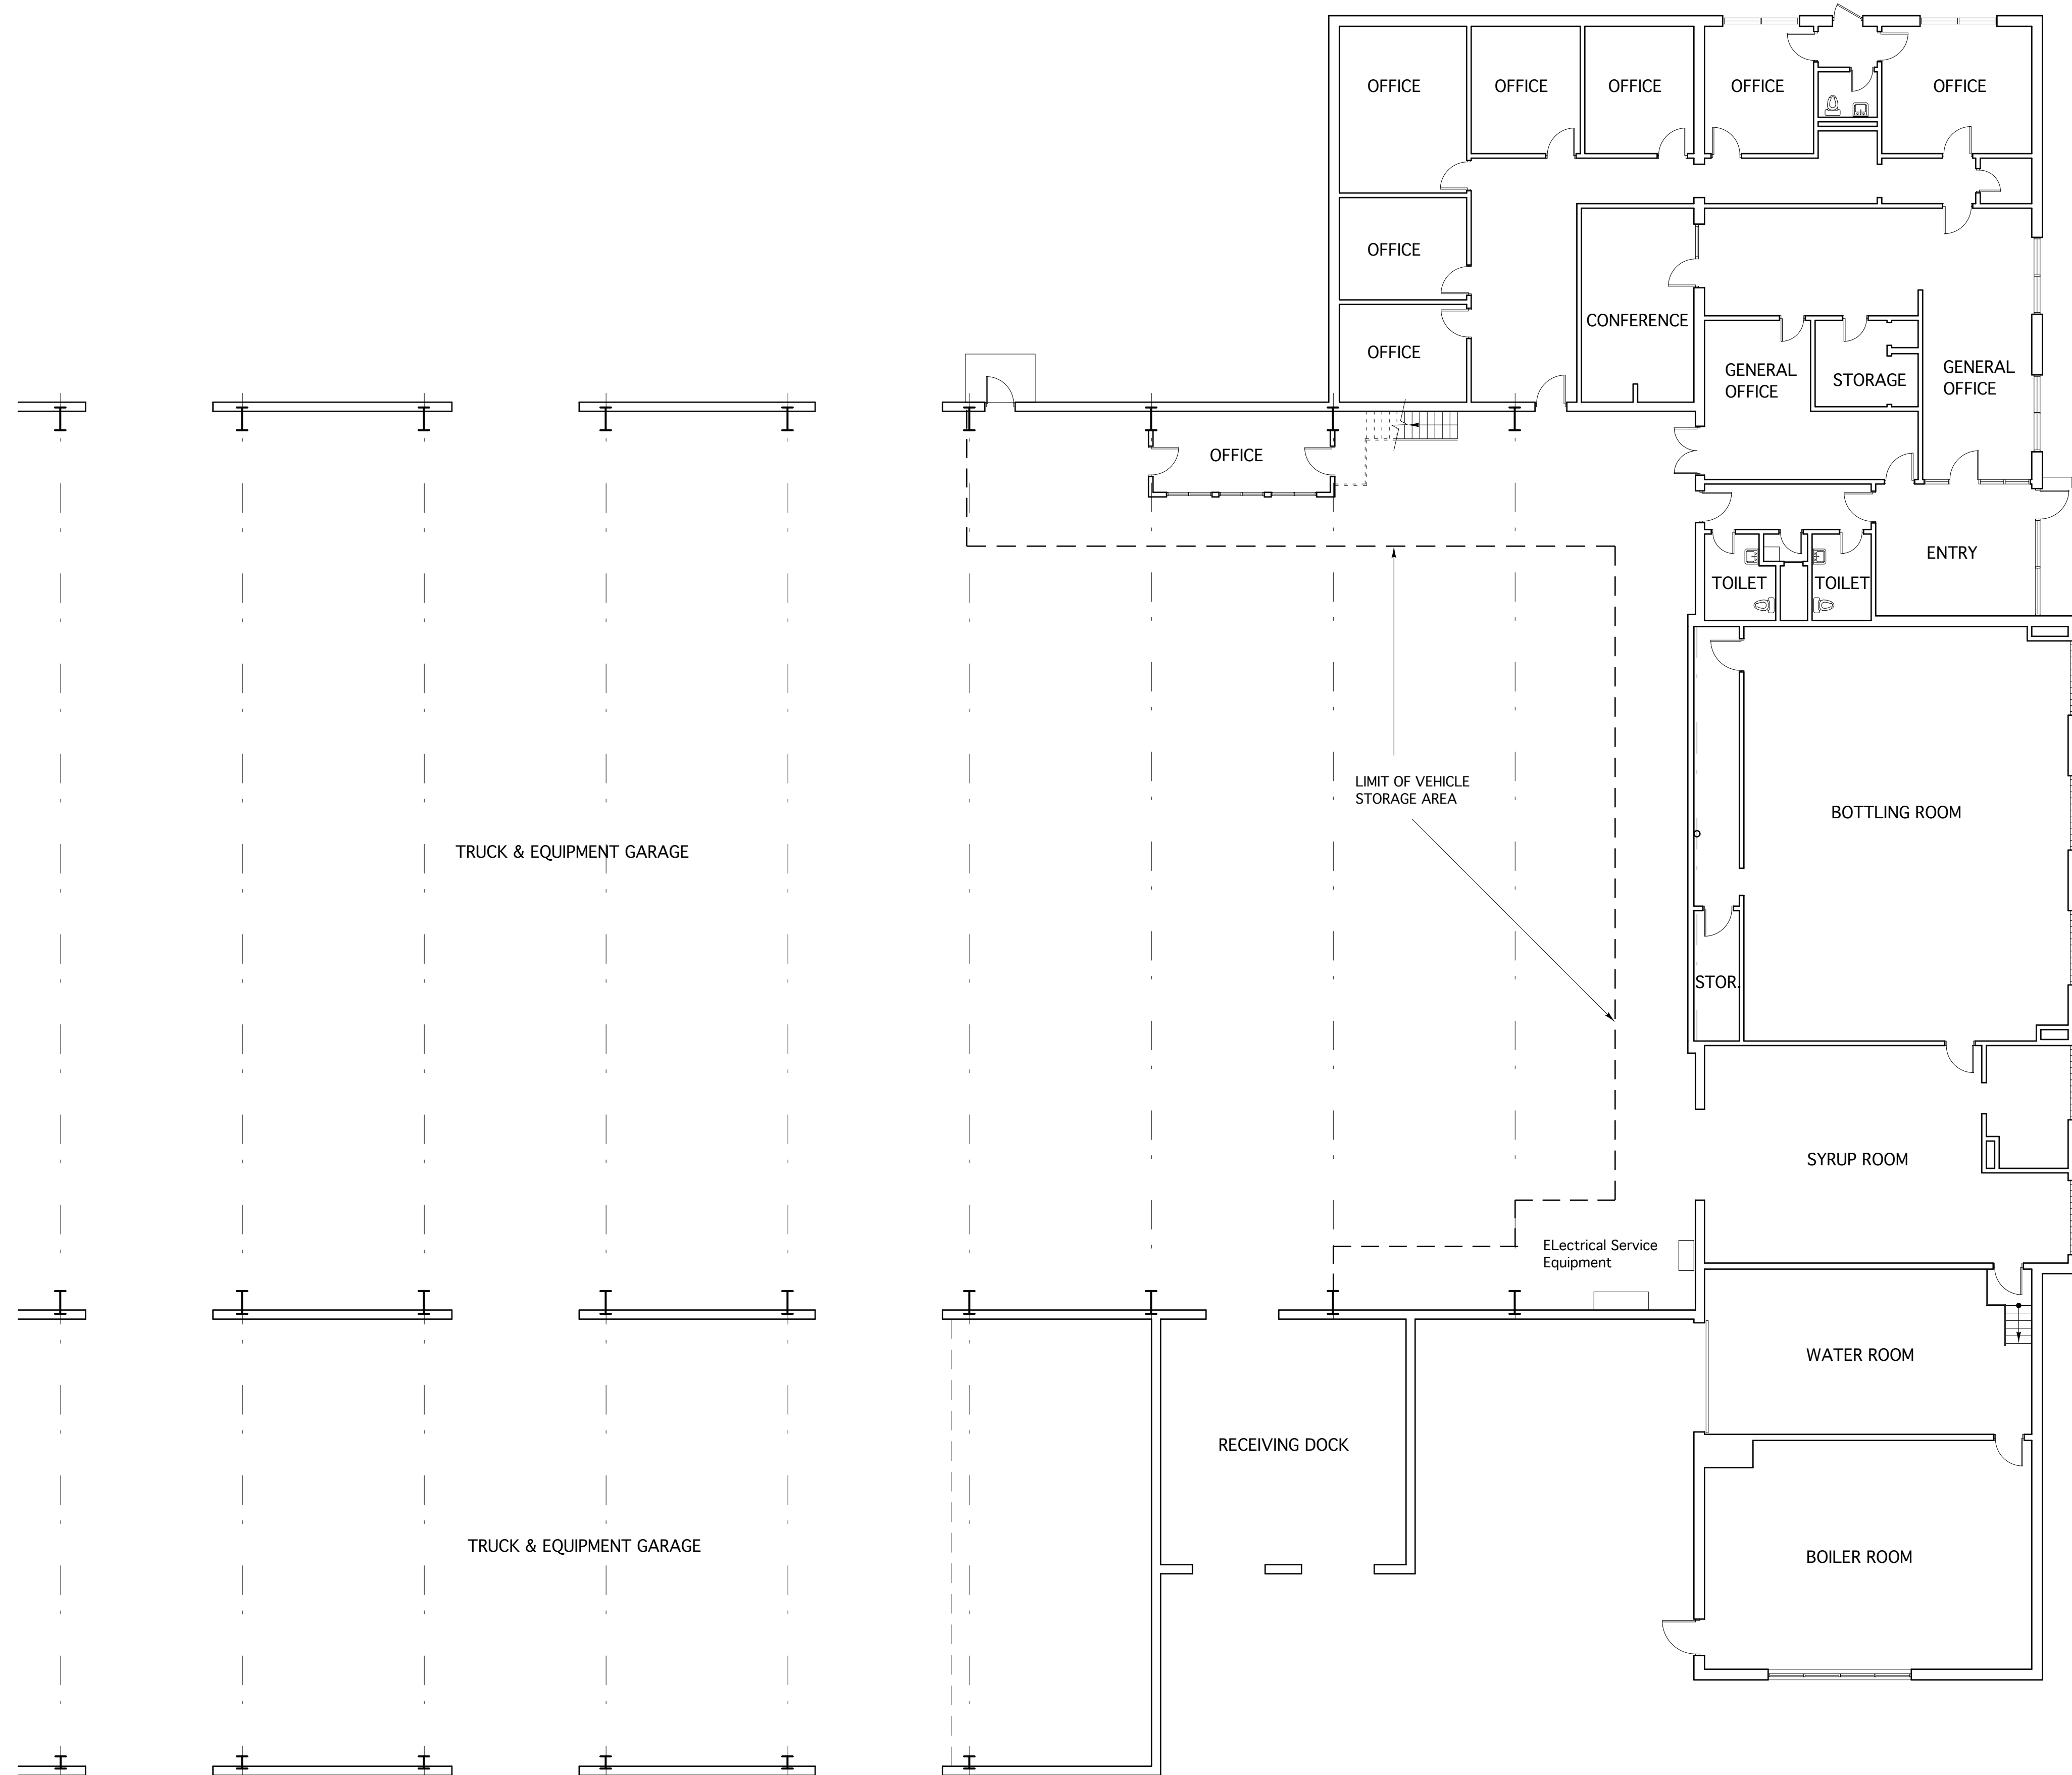 OFFICE
OFFICE
OFFICE
OFFICE
OFFICE
OFFICE
CONFERENCE
OFFICE
GENERAL
OFFICE
STORAGE
GENERAL
OFFICE
OFFICE
ENTRY
TOILET
TOILET
LIMIT OF VEHICLE
STORAGE AREA
BOTTLING ROOM
TRUCK & EQUIPMENT GARAGE
STOR.
SYRUP ROOM
ELectrical Service
Equipment
WATER ROOM
RECEIVING DOCK
TRUCK & EQUIPMENT GARAGE
BOILER ROOM